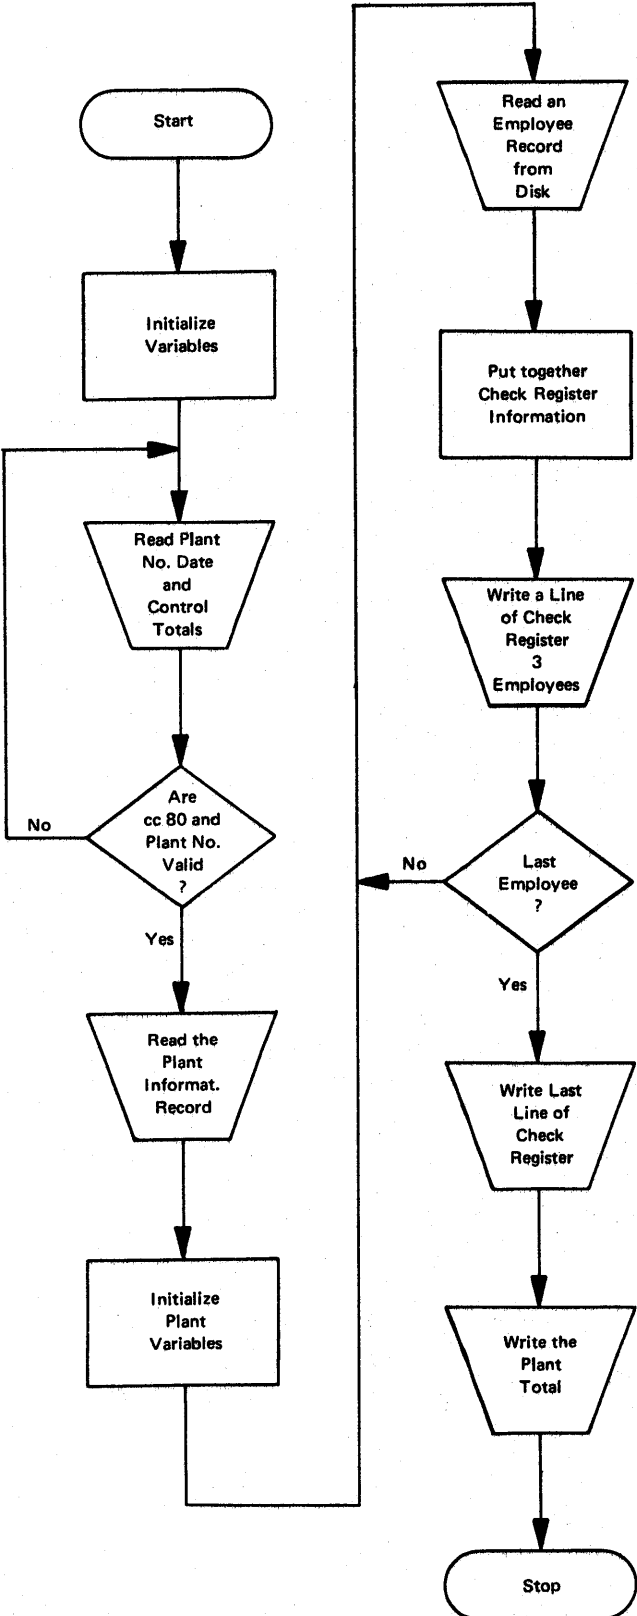 Start
Initialize
Variables
Read Plant
No. Date
and
Control
Totals
Are
cc 80 and
Plant No.
Valid
?
No
Yes
Read the
Plant
Informat.
Record
Initialize
Plant
Variables
Read an
Employee
Record
from
Disk
Put together
Check Register
Information
Write a Line
of Check
Register
3
Employees
Last
Employee
?
No
Yes
Write Last
Line of
Check
Register
Write the
Plant
Total
Stop